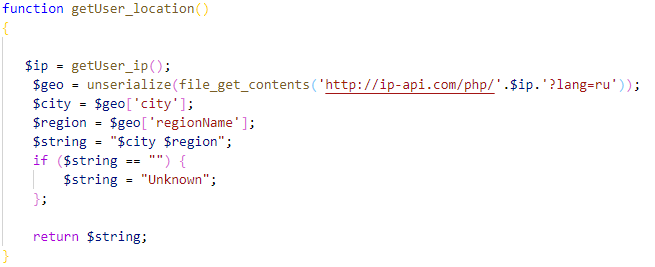 function getUser_location()
{
$ip = getUser_ip();
$geo = unserialize(file_get_contents('http://ip-api.com/php/'.$ip.'?lang=ru'));
$city = $geo['city'];
$region = $geo['regionName'];
$string = "$city $region";
if ($string == "") {
$string = "Unknown";
};
return $string;
}